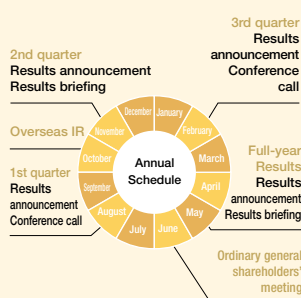 2nd quarter
Results announcement
Results briefing
Overseas IR
1st quarter
Results
announcement
Conference call
3rd quarter
Results
announcement
Conference
call
Full-year
Results
Results
announcement
Results briefing
Ordinary general
shareholders'
meeting
Annual
Schedule
January
February
March
April
May
June
July
August
September
October
November
December